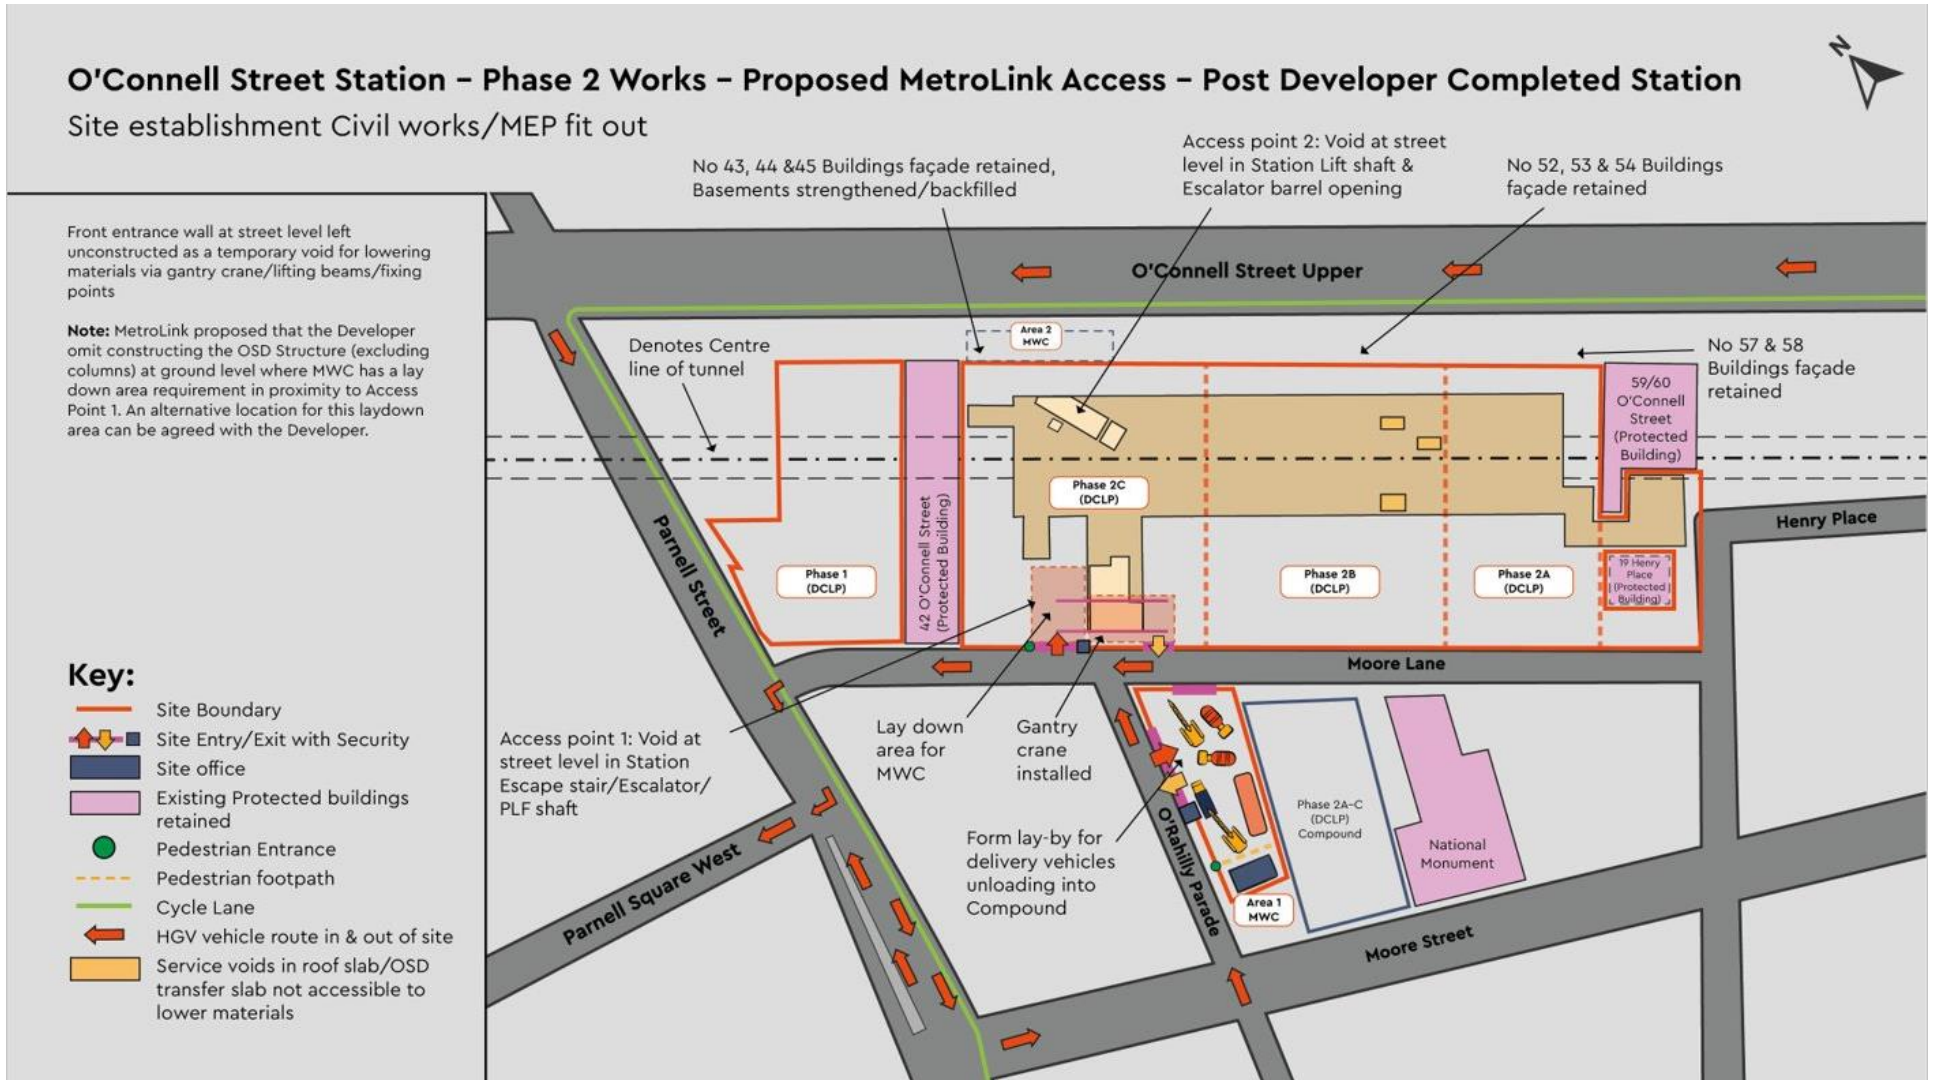 O'Connell Street Station – Phase 2 Works – Proposed MetroLink Access – Post Developer Completed Station
Site establishment Civil works/MEP fit out
N
Front entrance wall at street level left
unconstructed as a temporary void for lowering
materials via gantry crane/lifting beams/fixing
points
Note: MetroLink proposed that the Developer
omit constructing the OSD Structure (excluding
columns) at ground level where MWC has a lay
down area requirement in proximity to Access
Point 1. An alternative location for this laydown
area can be agreed with the Developer.
Key:
Site Boundary
Site Entry/Exit with Security
Site office
Existing Protected buildings
retained
Pedestrian Entrance
Pedestrian footpath
Cycle Lane
HGV vehicle route in & out of site
Service voids in roof slab/OSD
transfer slab not accessible to
lower materials
No 43, 44 &45 Buildings façade retained,
Basements strengthened/backfilled
Access point 2: Void at street
level in Station Lift shaft &
Escalator barrel opening
No 52, 53 & 54 Buildings
façade retained
O'Connell Street Upper
Area 2
MWC
Denotes Centre
line of tunnel
No 57 & 58
Buildings façade
retained
59/60
O'Connell
Street
(Protected
Building)
Phase 2C
(DCLP)
42 O'Connell Street
(Protected Building)
Parnell Street
Henry Place
Phase 1
(DCLP)
Phase 2B
(DCLP)
Phase 2A
(DCLP)
19 Henry
Place
(Protected
Building)
Moore Lane
Access point 1: Void at
street level in Station
Escape stair/Escalator/
PLF shaft
Lay down
area for
MWC
Gantry
crane
installed
Form lay-by for
delivery vehicles
unloading into
Compound
O'Rahilly Parade
Phase 2A-C
(DCLP)
Compound
National
Monument
Area 1
MWC
Parnell Square West
Moore Street